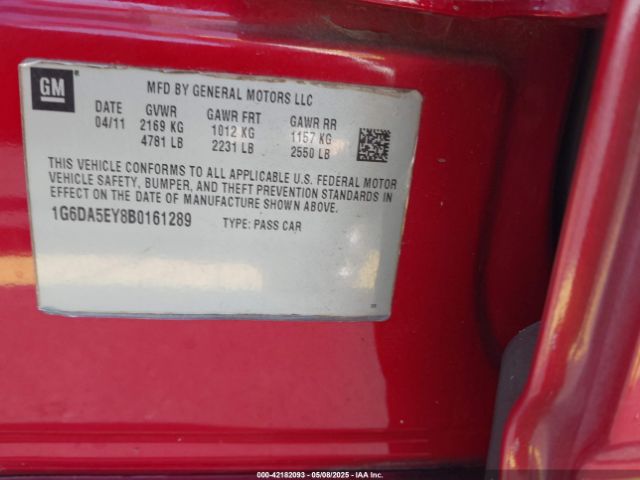 GM
MFD BY GENERAL MOTORS LLC
DATE GVWR GAWR FRT GAWR RR
04/11 2169 KG 1012 KG 1157 KG
4781 LB 2231 LB 2550 LB
THIS VEHICLE CONFORMS TO ALL APPLICABLE U.S. FEDERAL MOTOR
VEHICLE SAFETY, BUMPER, AND THEFT PREVENTION STANDARDS IN
EFFECT ON THE DATE OF MANUFACTURE SHOWN ABOVE.
1G6DA5EY8B0161289 TYPE: PASS CAR
000-42182093 - 05/08/2025 - IAA Inc.